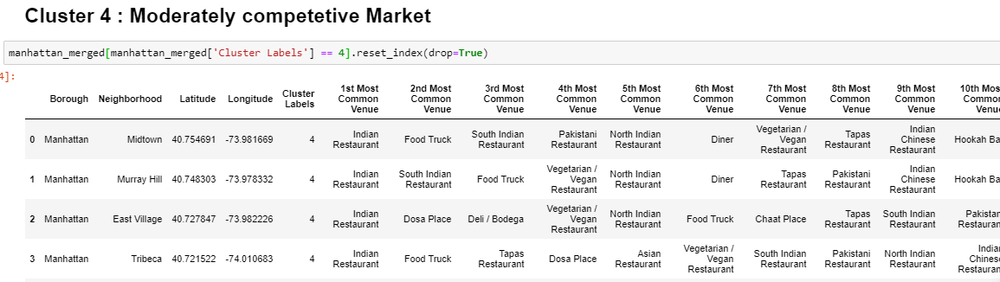 Cluster 4 : Moderately competetive Market
manhattan_merged[manhattan_merged['Cluster Labels'] == 4].reset_index(drop=True)
4]:
Borough Neighborhood Latitude Longitude Cluster Labels 1st Most Common Venue 2nd Most Common Venue 3rd Most Common Venue 4th Most Common Venue 5th Most Common Venue 6th Most Common Venue 7th Most Common Venue 8th Most Common Venue 9th Most Common Venue 10th Most Common Venue
0 Manhattan Midtown 40.754691 -73.981669 4 Indian Restaurant Food Truck South Indian Restaurant Pakistani Restaurant North Indian Restaurant Diner Vegetarian / Vegan Restaurant Tapas Restaurant Indian Chinese Restaurant Hookah Ba
1 Manhattan Murray Hill 40.748303 -73.978332 4 Indian Restaurant South Indian Restaurant Food Truck Vegetarian / Vegan Restaurant North Indian Restaurant Diner Tapas Restaurant Pakistani Restaurant Indian Chinese Restaurant Hookah Ba
2 Manhattan East Village 40.727847 -73.982226 4 Indian Restaurant Dosa Place Deli / Bodega Vegetarian / Vegan Restaurant North Indian Restaurant Food Truck Chaat Place Tapas Restaurant South Indian Restaurant Pakistan Restauran
3 Manhattan Tribeca 40.721522 -74.010683 4 Indian Restaurant Food Truck Tapas Restaurant Dosa Place Asian Restaurant Vegetarian / Vegan Restaurant South Indian Restaurant Pakistani Restaurant North Indian Restaurant Indian Chinese Restauran